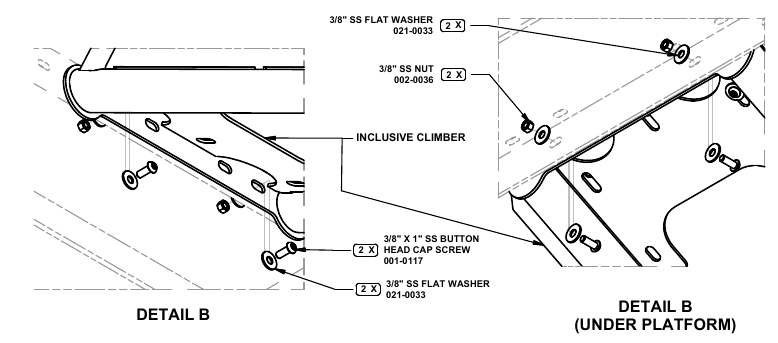 3/8" SS FLAT WASHER
021-0033
2 X
3/8" SS NUT
002-0036
2 X
INCLUSIVE CLIMBER
3/8" X 1" SS BUTTON
HEAD CAP SCREW
001-0117
2 X
3/8" SS FLAT WASHER
021-0033
2 X
DETAIL B
DETAIL B
(UNDER PLATFORM)